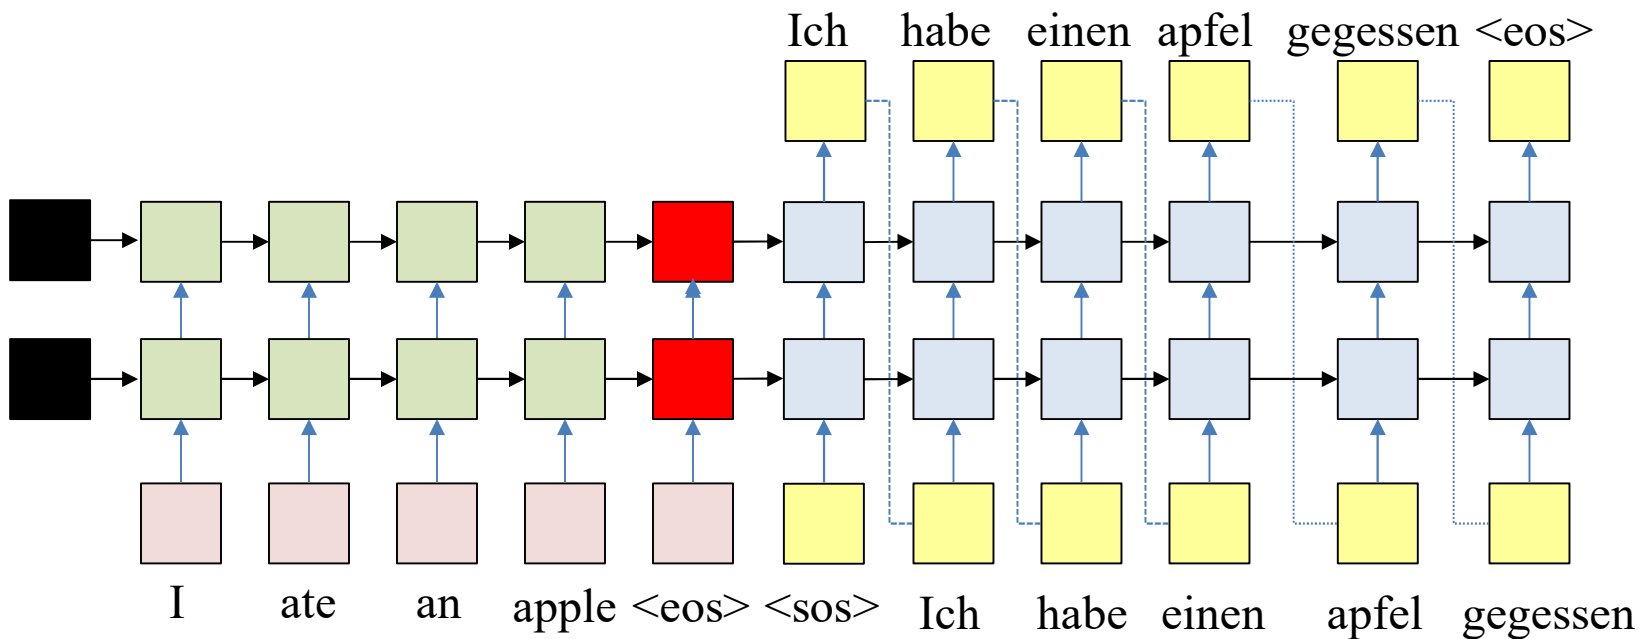 Ich habe einen apfel gegessen <eos>
I ate an apple <eos> <sos> Ich habe einen apfel gegessen